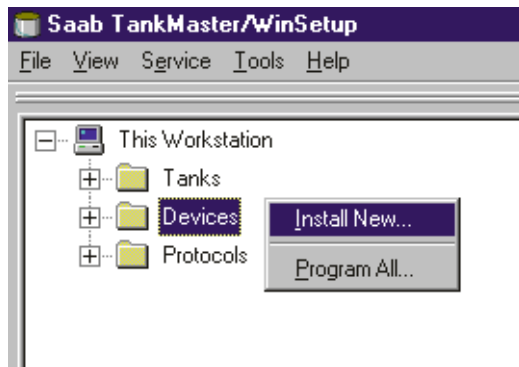 Saab TankMaster/WinSetup
File View Service Tools Help
This Workstation
Tanks
Devices
Install New...
Protocols
Program All...